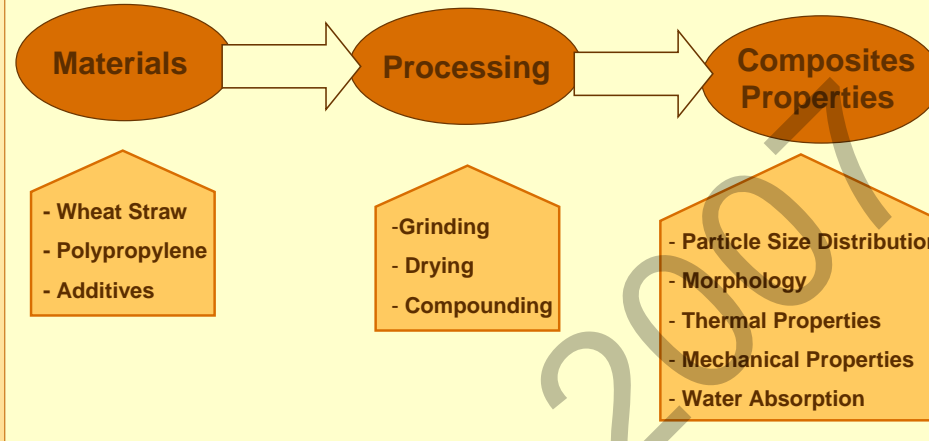 Materials
Processing
Composites
Properties
- Wheat Straw
- Polypropylene
- Additives
-Grinding
- Drying
- Compounding
- Particle Size Distribution
- Morphology
- Thermal Properties
- Mechanical Properties
- Water Absorption
2007